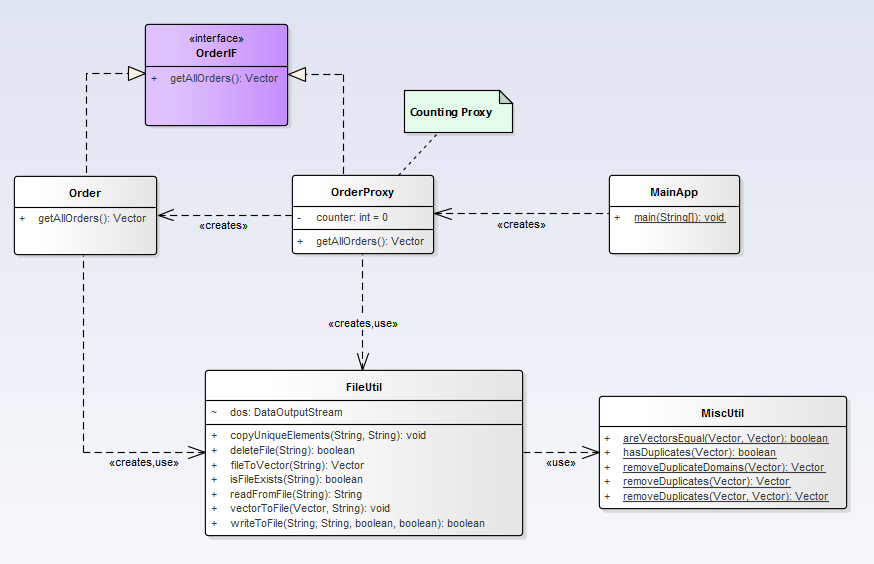 «interface»
OrderIF
+ getAllOrders(): Vector
Counting Proxy
Order
+ getAllOrders(): Vector
OrderProxy
- counter: int = 0
+ getAllOrders(): Vector
MainApp
+ main(String[]): void
«creates»
«creates»
«creates,use»
FileUtil
~ dos: DataOutputStream
+ copyUniqueElements(String, String): void
+ deleteFile(String): boolean
+ fileToVector(String): Vector
+ isFileExists(String): boolean
+ readFromFile(String): String
+ vectorToFile(Vector, String): void
+ writeToFile(String, String, boolean, boolean): boolean
«creates,use»
«use»
MiscUtil
+ areVectorsEqual(Vector, Vector): boolean
+ hasDuplicates(Vector): boolean
+ removeDuplicateDomains(Vector): Vector
+ removeDuplicates(Vector): Vector
+ removeDuplicates(Vector, Vector): Vector